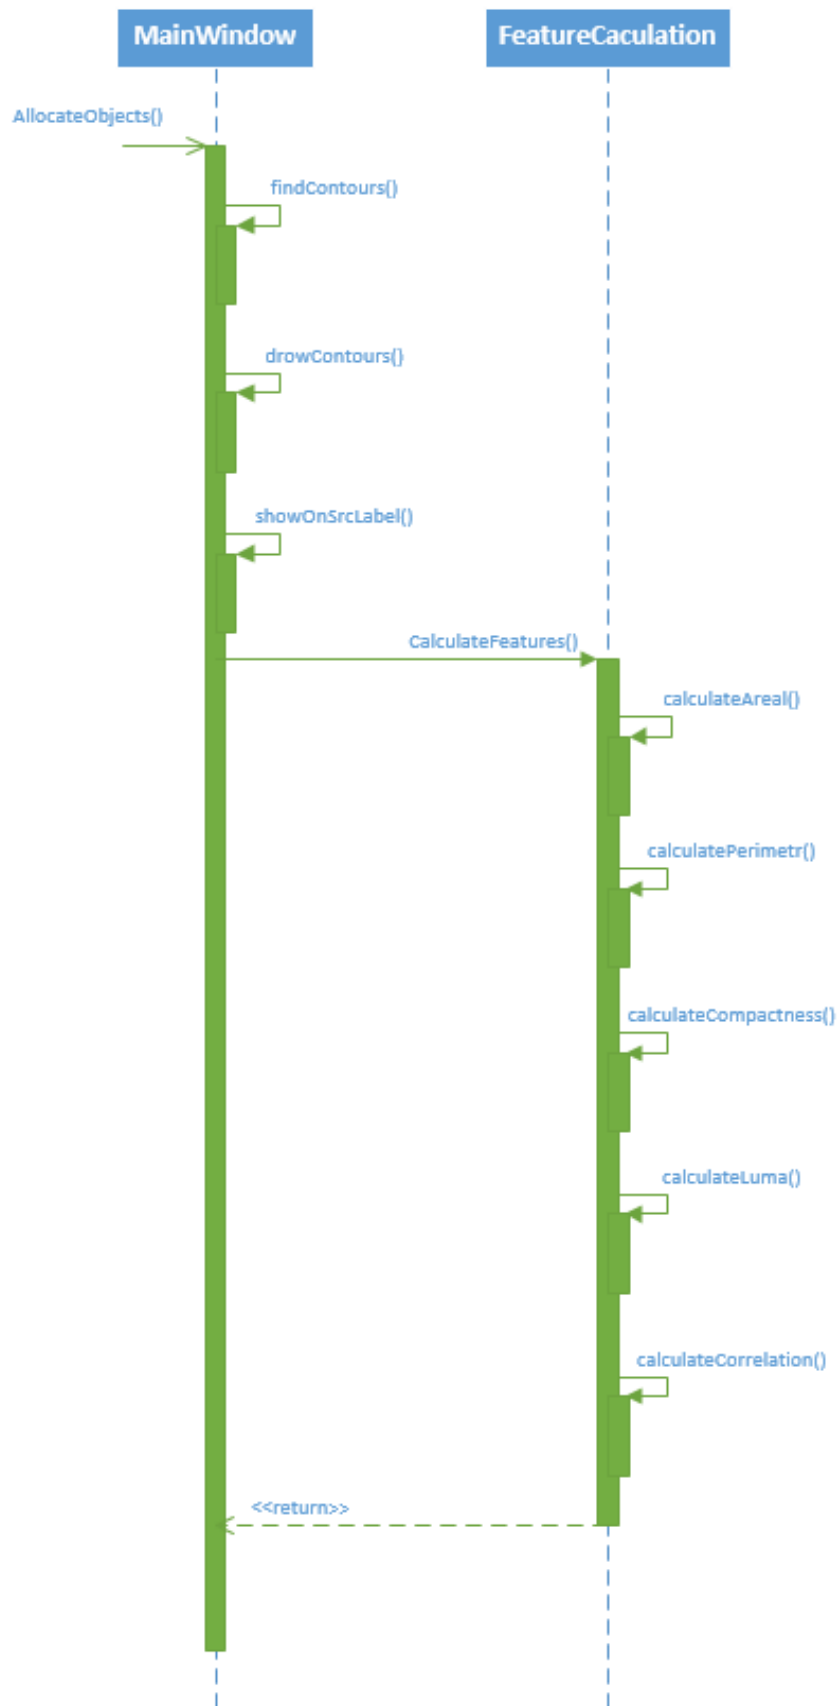 MainWindow
FeatureCaculation
AllocateObjects()
findContours()
drowContours()
showOnSrcLabel()
CalculateFeatures()
calculateAreal()
calculatePerimetr()
calculateCompactness()
calculateLuma()
calculateCorrelation()
<<return>>